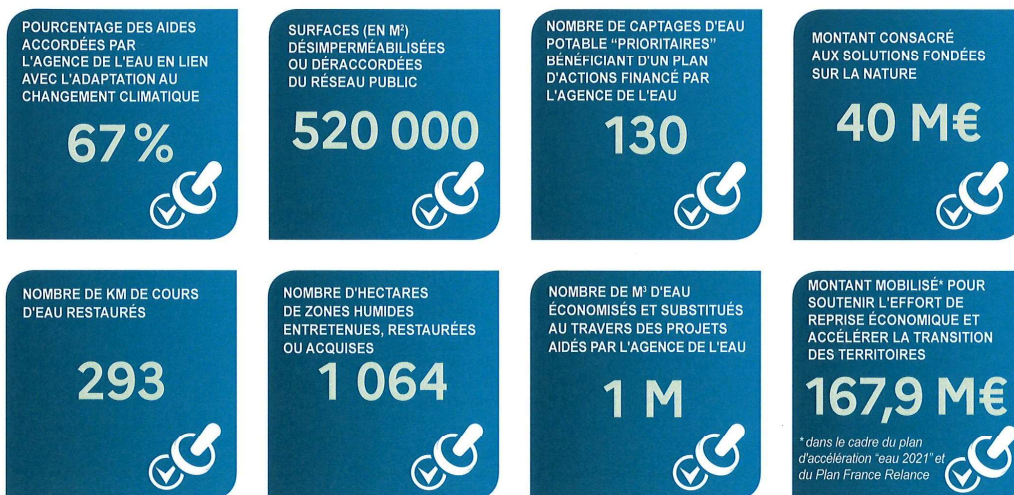 POURCENTAGE DES AIDES
ACCORDÉES PAR
L'AGENCE DE L'EAU EN LIEN
AVEC L'ADAPTATION AU
CHANGEMENT CLIMATIQUE
67 %
SURFACES (EN M²)
DÉSIMPERMÉABILISÉES
OU DÉRACCORDÉES
DU RÉSEAU PUBLIC
520 000
NOMBRE DE CAPTAGES D'EAU
POTABLE "PRIORITAIRES"
BÉNÉFICIANT D'UN PLAN
D'ACTIONS FINANCÉ PAR
L'AGENCE DE L'EAU
130
MONTANT CONSACRÉ
AUX SOLUTIONS FONDÉES
SUR LA NATURE
40 M€
NOMBRE DE KM DE COURS
D'EAU RESTAURÉS
293
NOMBRE D'HECTARES
DE ZONES HUMIDES
ENTRETENUES, RESTAURÉES
OU ACQUISES
1 064
NOMBRE DE M³ D'EAU
ÉCONOMISÉS ET SUBSTITUÉS
AU TRAVERS DES PROJETS
AIDÉS PAR L'AGENCE DE L'EAU
1 M
MONTANT MOBILISÉ* POUR
SOUTENIR L'EFFORT DE
REPRISE ÉCONOMIQUE ET
ACCÉLÉRER LA TRANSITION
DES TERRITOIRES
167,9 M€
* dans le cadre du plan
d'accélération "eau 2021" et
du Plan France Relance